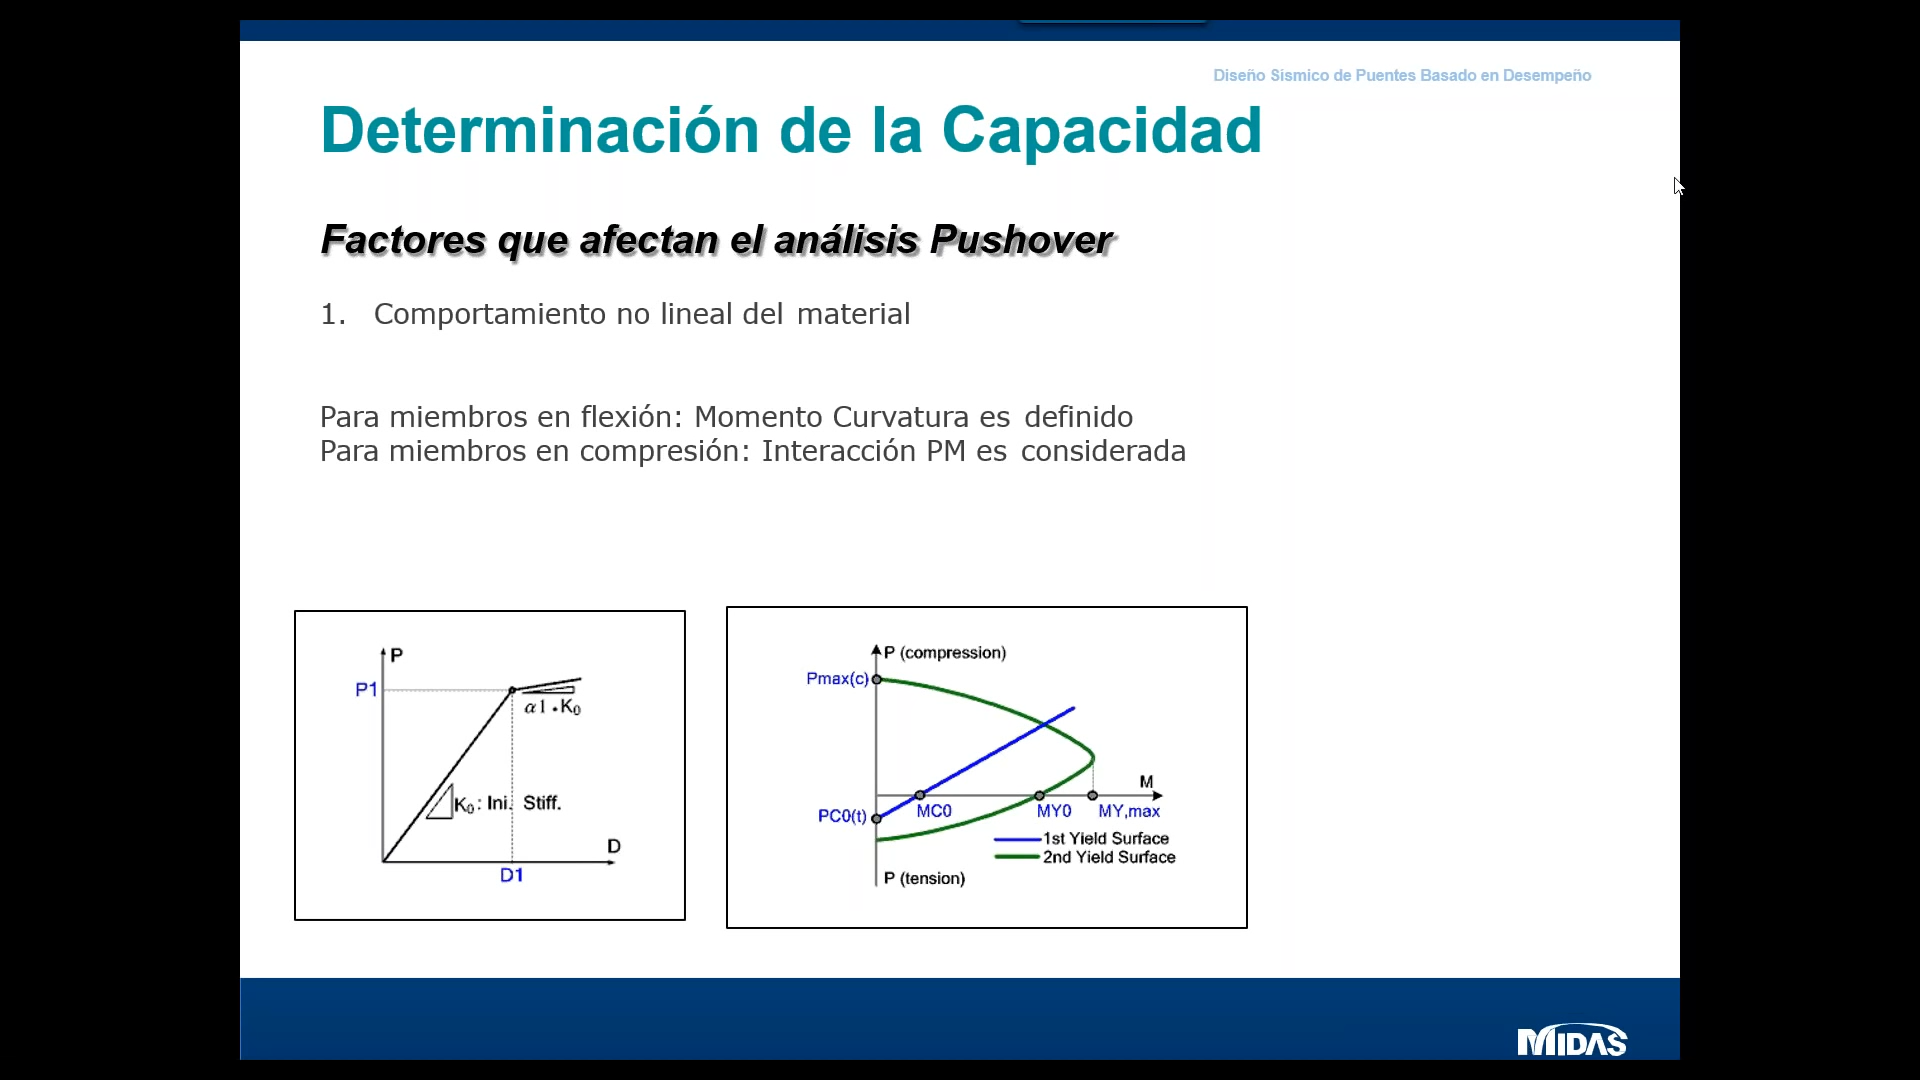 Diseño Sísmico de Puentes Basado en Desempeño
Determinación de la Capacidad
Factores que afectan el análisis Pushover
1. Comportamiento no lineal del material
Para miembros en flexión: Momento Curvatura es definido
Para miembros en compresión: Interacción PM es considerada
P
P1
α1•K₀
K₀: Ini. Stiff.
D
D1
P (compression)
Pmax(c)
M
PC0(t)
MC0
MY0
MY,max
1st Yield Surface
2nd Yield Surface
P (tension)
MIDAS